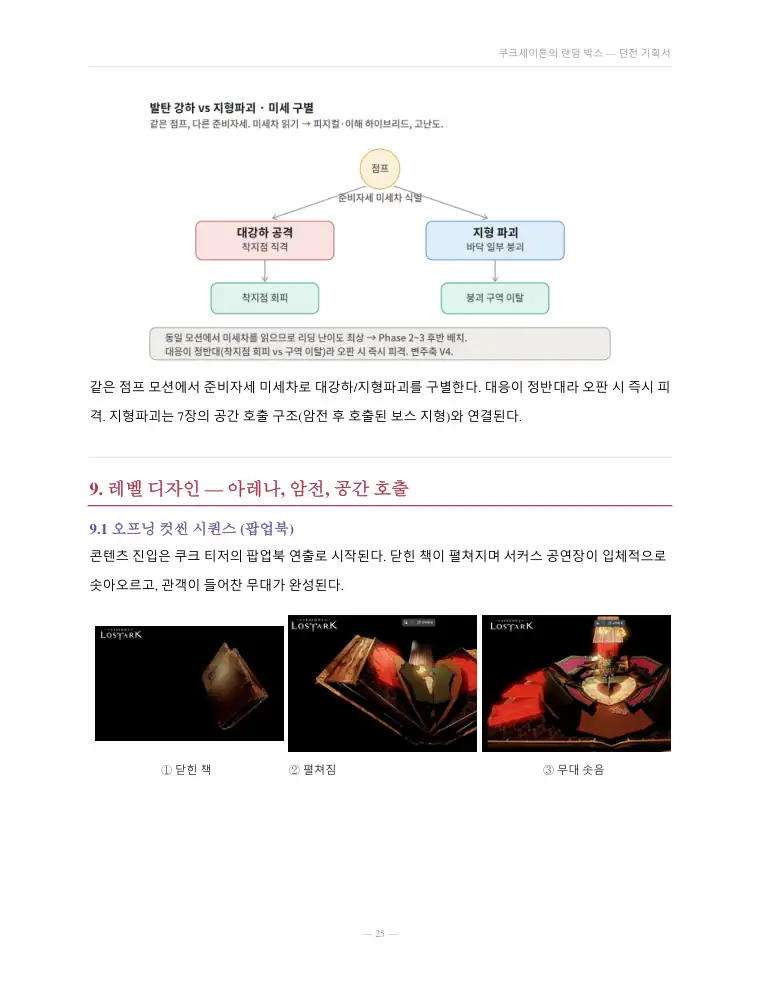 쿠크세이튼의 랜덤 박스 — 던전 기획서
발탄 강하 vs 지형파괴 · 미세 구별
같은 점프, 다른 준비자세. 미세차 읽기 → 피지컬·이해 하이브리드, 고난도.
점프
준비자세 미세차 식별
대강하 공격
착지점 직격
지형 파괴
바닥 일부 붕괴
착지점 회피
붕괴 구역 이탈
동일 모션에서 미세차를 읽으므로 리딩 난이도 최상 → Phase 2~3 후반 배치.
대응이 정반대(착지점 회피 vs 구역 이탈)라 오판 시 즉시 피격. 변주축 V4.
같은 점프 모션에서 준비자세 미세차로 대강하/지형파괴를 구별한다. 대응이 정반대라 오판 시 즉시 피
격. 지형파괴는 7장의 공간 호출 구조(암전 후 호출된 보스 지형)와 연결된다.
9. 레벨 디자인 — 아레나, 암전, 공간 호출
9.1 오프닝 컷씬 시퀀스 (팝업북)
콘텐츠 진입은 쿠크 티저의 팝업북 연출로 시작된다. 닫힌 책이 펼쳐지며 서커스 공연장이 입체적으로
솟아오르고, 관객이 들어찬 무대가 완성된다.
LOSTARK
LOSTARK
LOSTARK
① 닫힌 책
② 펼쳐짐
③ 무대 솟음
— 25 —